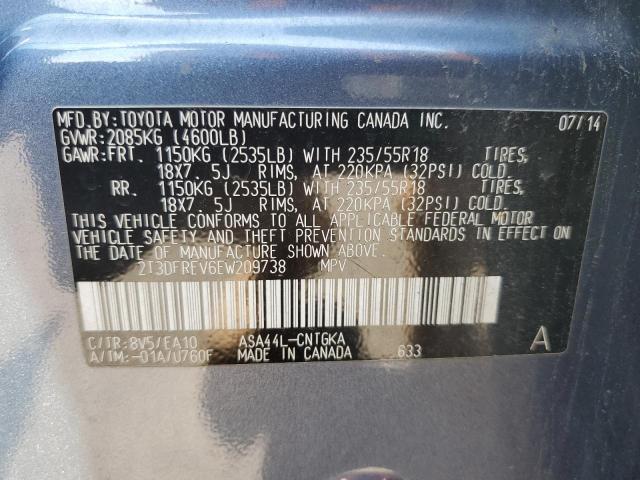 MFD.BY:TOYOTA MOTOR MANUFACTURING CANADA INC. 07/14
GVWR:2085KG (4600LB)
GAWR:FRT. 1150KG (2535LB) WITH 235/55R18 TIRES,
18X7. 5J RIMS, AT 220KPA (32PSI) COLD.
RR. 1150KG (2535LB) WITH 235/55R18 TIRES,
18X7. 5J RIMS, AT 220KPA (32PSI) COLD.
THIS VEHICLE CONFORMS TO ALL APPLICABLE FEDERAL MOTOR
VEHICLE SAFETY AND THEFT PREVENTION STANDARDS IN EFFECT
ON THE DATE OF MANUFACTURE SHOWN ABOVE.
2T3DFREV6EW209738 MPV
C/TR:8V5/EA10 ASA44L-CNTGKA A
A/TM:-01A/U760F MADE IN CANADA 633